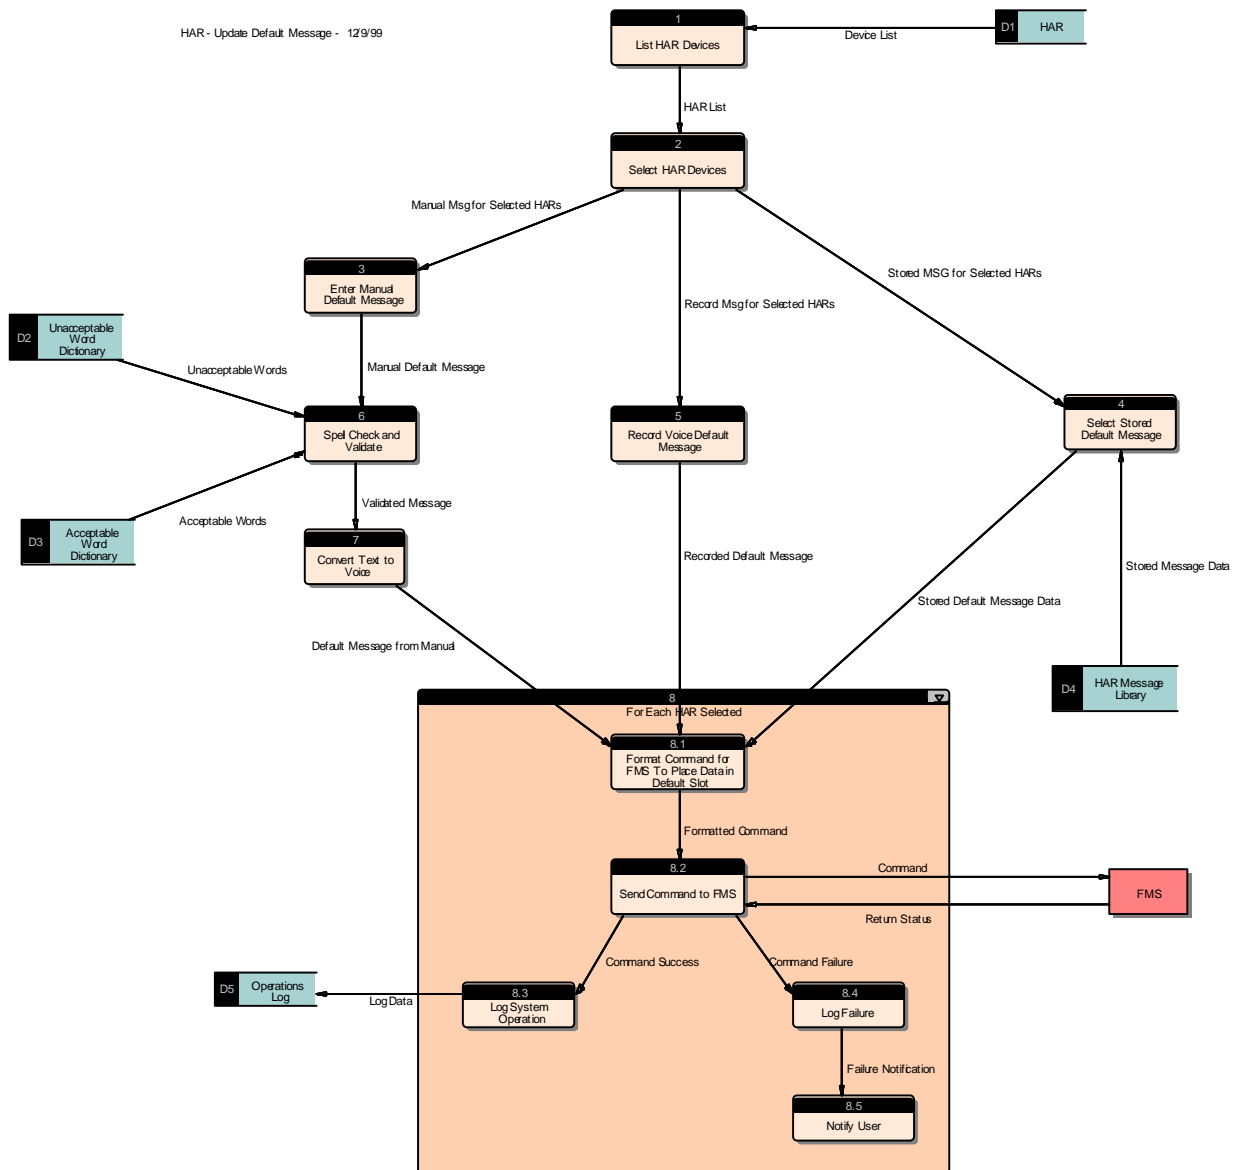 HAR - Update Default Message - 12/9/99
1
List HAR Devices
Device List
D1
HAR
HAR List
2
Select HAR Devices
Manual Msg for Selected HARs
Record Msg for Selected HARs
Stored MSG for Selected HARs
3
Enter Manual
Default Message
D2
Unacceptable
Word
Dictionary
Unacceptable Words
Manual Default Message
6
Spell Check and
Validate
5
Record Voice Default
Message
4
Select Stored
Default Message
D3
Acceptable
Word
Dictionary
Acceptable Words
Validated Message
7
Convert Text to
Voice
Recorded Default Message
Stored Message Data
Stored Default Message Data
Default Message from Manual
D4
HAR Message
Library
8
For Each HAR Selected
8.1
Format Command for
FMS To Place Data in
Default Slot
Formatted Command
8.2
Send Command to FMS
Command
Return Status
FMS
Command Success
Command Failure
D5
Operations
Log
Log Data
8.3
Log System
Operation
8.4
Log Failure
Failure Notification
8.5
Notify User